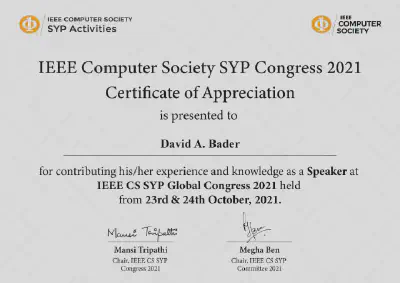 IEEE COMPUTER SOCIETY
SYP Activities
IEEE
COMPUTER
SOCIETY
IEEE Computer Society SYP Congress 2021
Certificate of Appreciation
is presented to
David A. Bader
for contributing his/her experience and knowledge as a Speaker at
IEEE CS SYP Global Congress 2021 held
from 23rd & 24th October, 2021.
Mansi Tripathi
Megha Ben
Mansi Tripathi
Chair, IEEE CS SYP
Congress 2021
Chair, IEEE CS SYP
Committee 2021